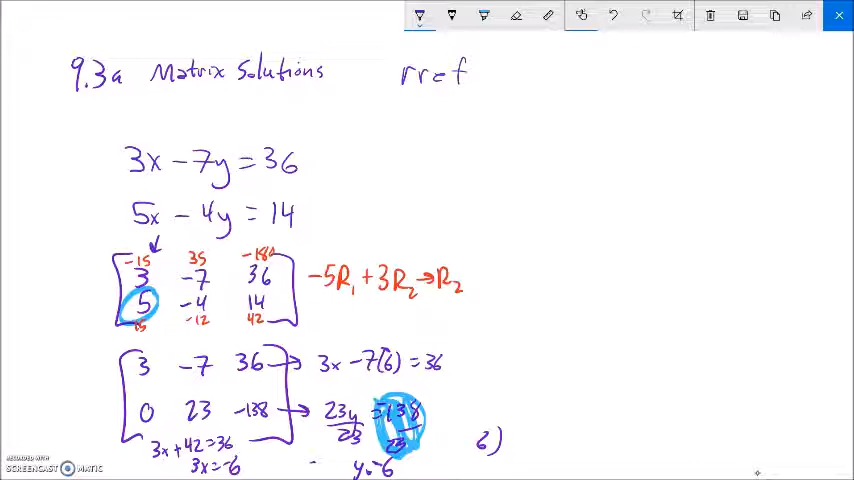 9.3a Matrix Solutions rref
3x - 7y = 36
5x - 4y = 14
-15 35 -180
3 -7 36 -5R₁ + 3R₂ → R₂
5 -4 14
15 -12 42
3 -7 36 → 3x - 7(6) = 36
0 23 -138 → 23y = -138
23 23
3x + 42 = 36
3x = -6 y = -6
6)
RECORDED WITH
SCREENCAST MATIC